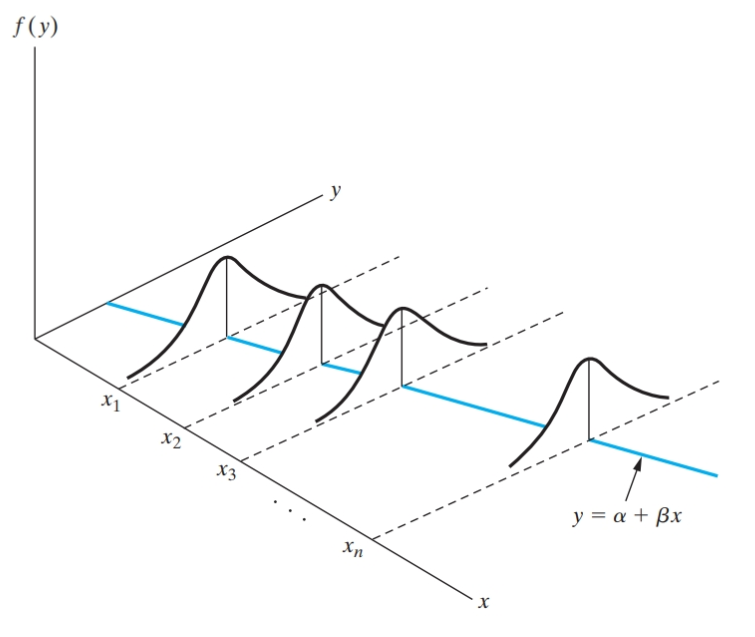 f(y)
y
x₁
x₂
x₃
. . .
xₙ
y = α + βx
x